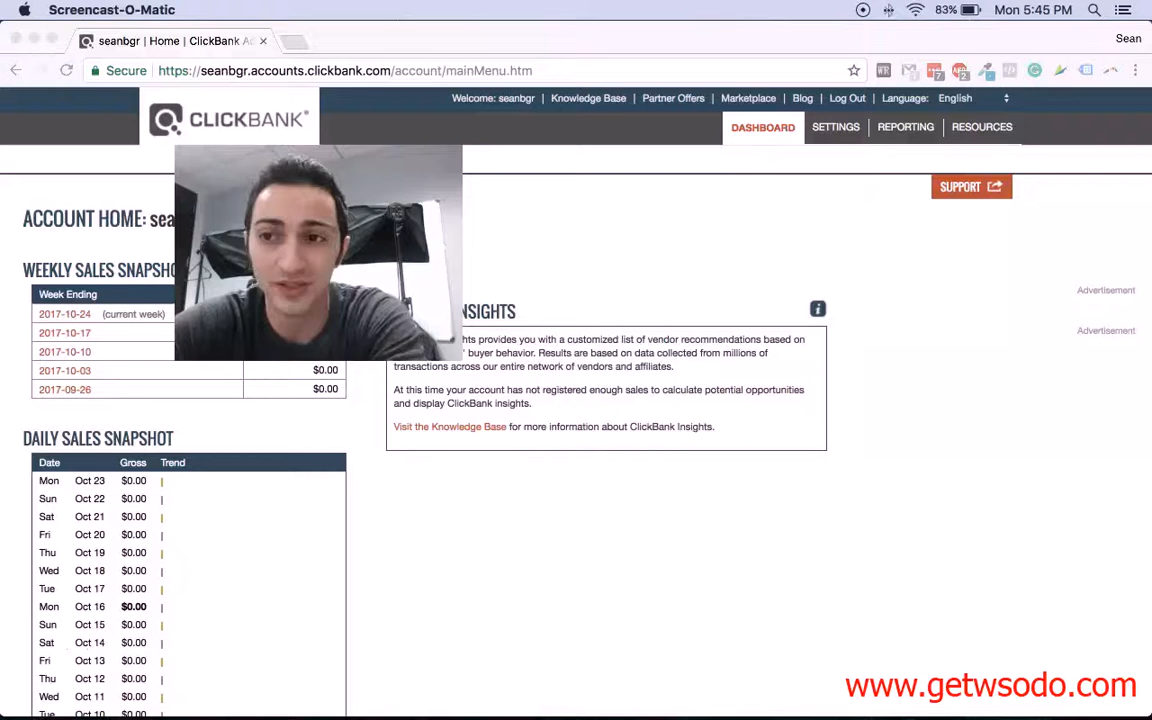 Screencast-O-Matic
83%
Mon 5:45 PM
seanbgr | Home | ClickBank Ac
Sean
Secure
https://seanbgr.accounts.clickbank.com/account/mainMenu.htm
Welcome: seanbgr | Knowledge Base | Partner Offers | Marketplace | Blog | Log Out | Language: English
CLICKBANK®
DASHBOARD
SETTINGS
REPORTING
RESOURCES
SUPPORT
ACCOUNT HOME: sea
WEEKLY SALES SNAPSHO
Week Ending
2017-10-24 (current week)
2017-10-17
2017-10-10
2017-10-03 $0.00
2017-09-26 $0.00
NSIGHTS
Advertisement
Advertisement
hts provides you with a customized list of vendor recommendations based on
' buyer behavior. Results are based on data collected from millions of
transactions across our entire network of vendors and affiliates.
At this time your account has not registered enough sales to calculate potential opportunities
and display ClickBank insights.
Visit the Knowledge Base for more information about ClickBank Insights.
DAILY SALES SNAPSHOT
Date Gross Trend
Mon Oct 23 $0.00
Sun Oct 22 $0.00
Sat Oct 21 $0.00
Fri Oct 20 $0.00
Thu Oct 19 $0.00
Wed Oct 18 $0.00
Tue Oct 17 $0.00
Mon Oct 16 $0.00
Sun Oct 15 $0.00
Sat Oct 14 $0.00
Fri Oct 13 $0.00
Thu Oct 12 $0.00
Wed Oct 11 $0.00
Tue Oct 10 $0.00
www.getwsodo.com